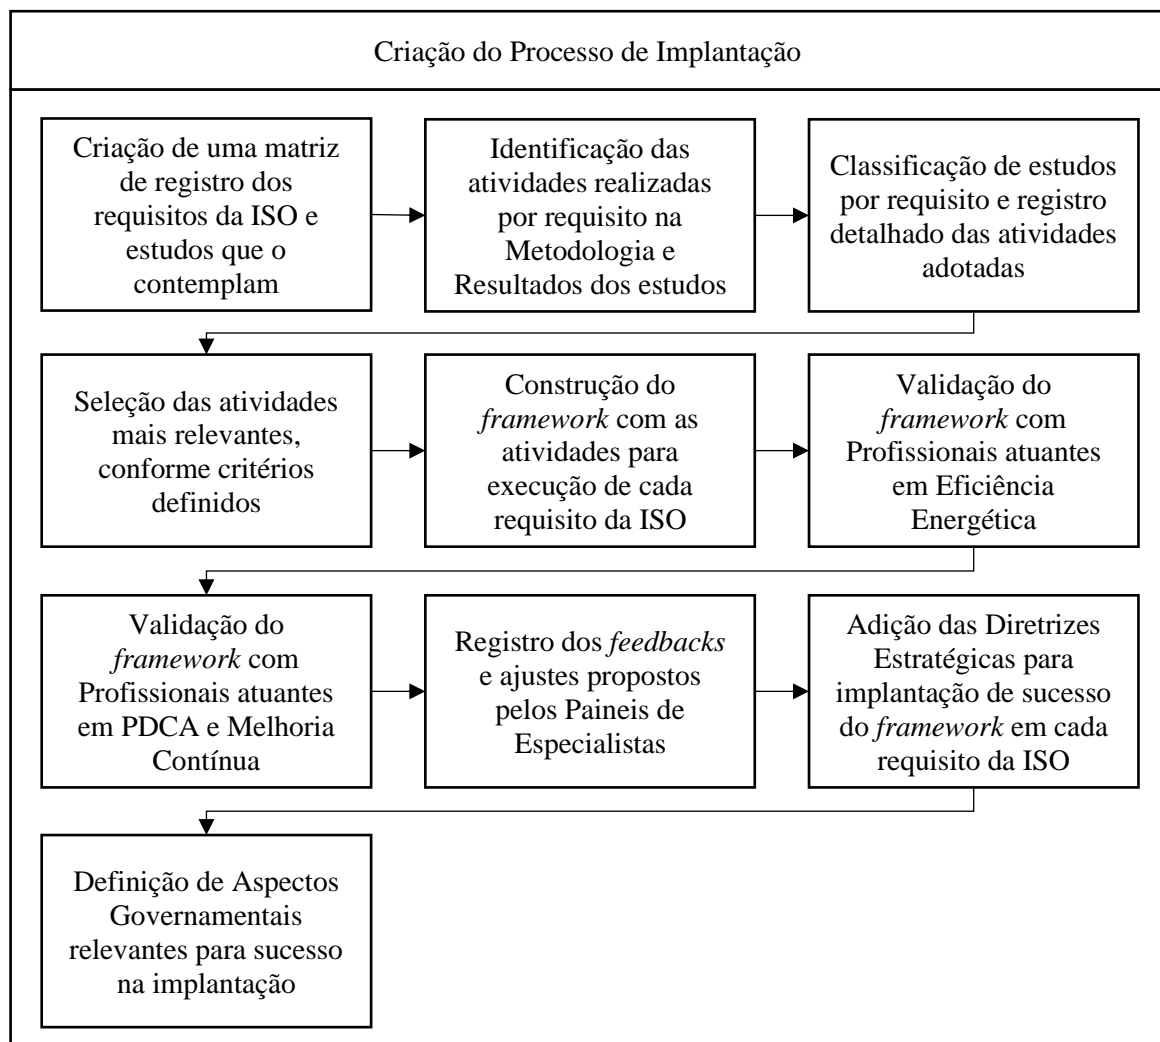 Criação do Processo de Implantação
Criação de uma matriz
de registro dos
requisitos da ISO e
estudos que o
contemplam
Identificação das
atividades realizadas
por requisito na
Metodologia e
Resultados dos estudos
Classificação de estudos
por requisito e registro
detalhado das atividades
adotadas
Seleção das atividades
mais relevantes,
conforme critérios
definidos
Construção do
framework com as
atividades para
execução de cada
requisito da ISO
Validação do
framework com
Profissionais atuantes
em Eficiência
Energética
Validação do
framework com
Profissionais atuantes
em PDCA e Melhoria
Contínua
Registro dos feedbacks
e ajustes propostos
pelos Paineis de
Especialistas
Adição das Diretrizes
Estratégicas para
implantação de sucesso
do framework em cada
requisito da ISO
Definição de Aspectos
Governamentais
relevantes para sucesso
na implantação